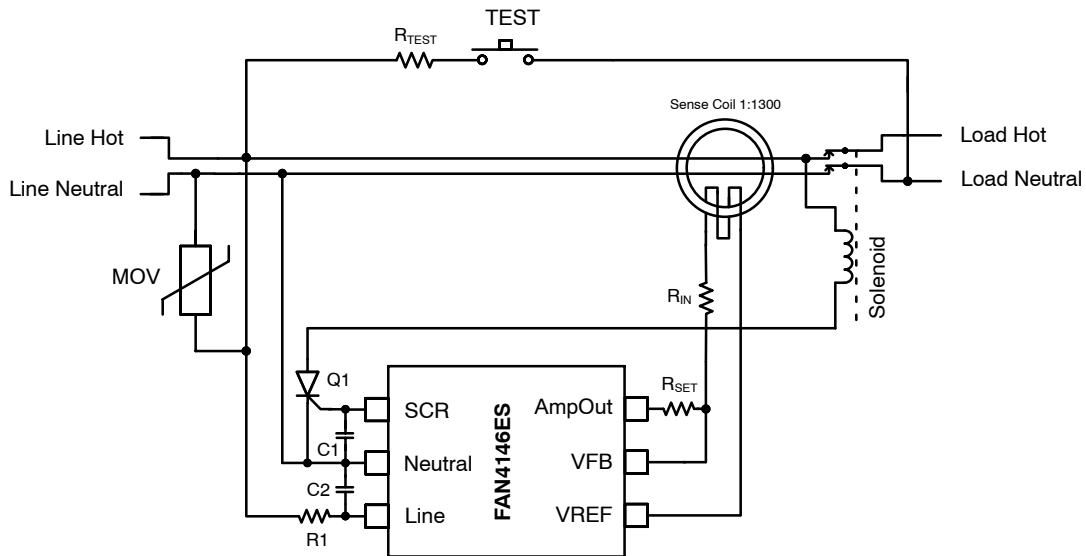 TEST
RTEST
Sense Coil 1:1300
Line Hot
Load Hot
Line Neutral
Load Neutral
MOV
Solenoid
RIN
Q1
RSET
SCR
AmpOut
C1
FAN4146ES
Neutral
VFB
C2
Line
VREF
R1